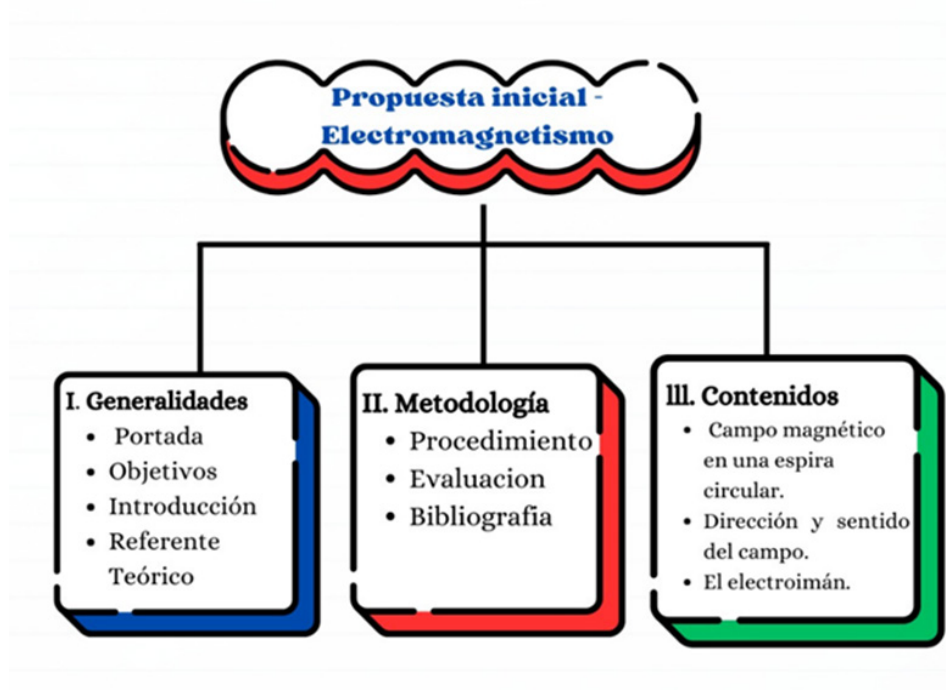 Propuesta inicial -
Electromagnetismo
I. Generalidades
• Portada
• Objetivos
• Introducción
• Referente
Teórico
II. Metodología
• Procedimiento
• Evaluacion
• Bibliografia
lll. Contenidos
• Campo magnético
en una espira
circular.
• Dirección y sentido
del campo.
• El electroimán.